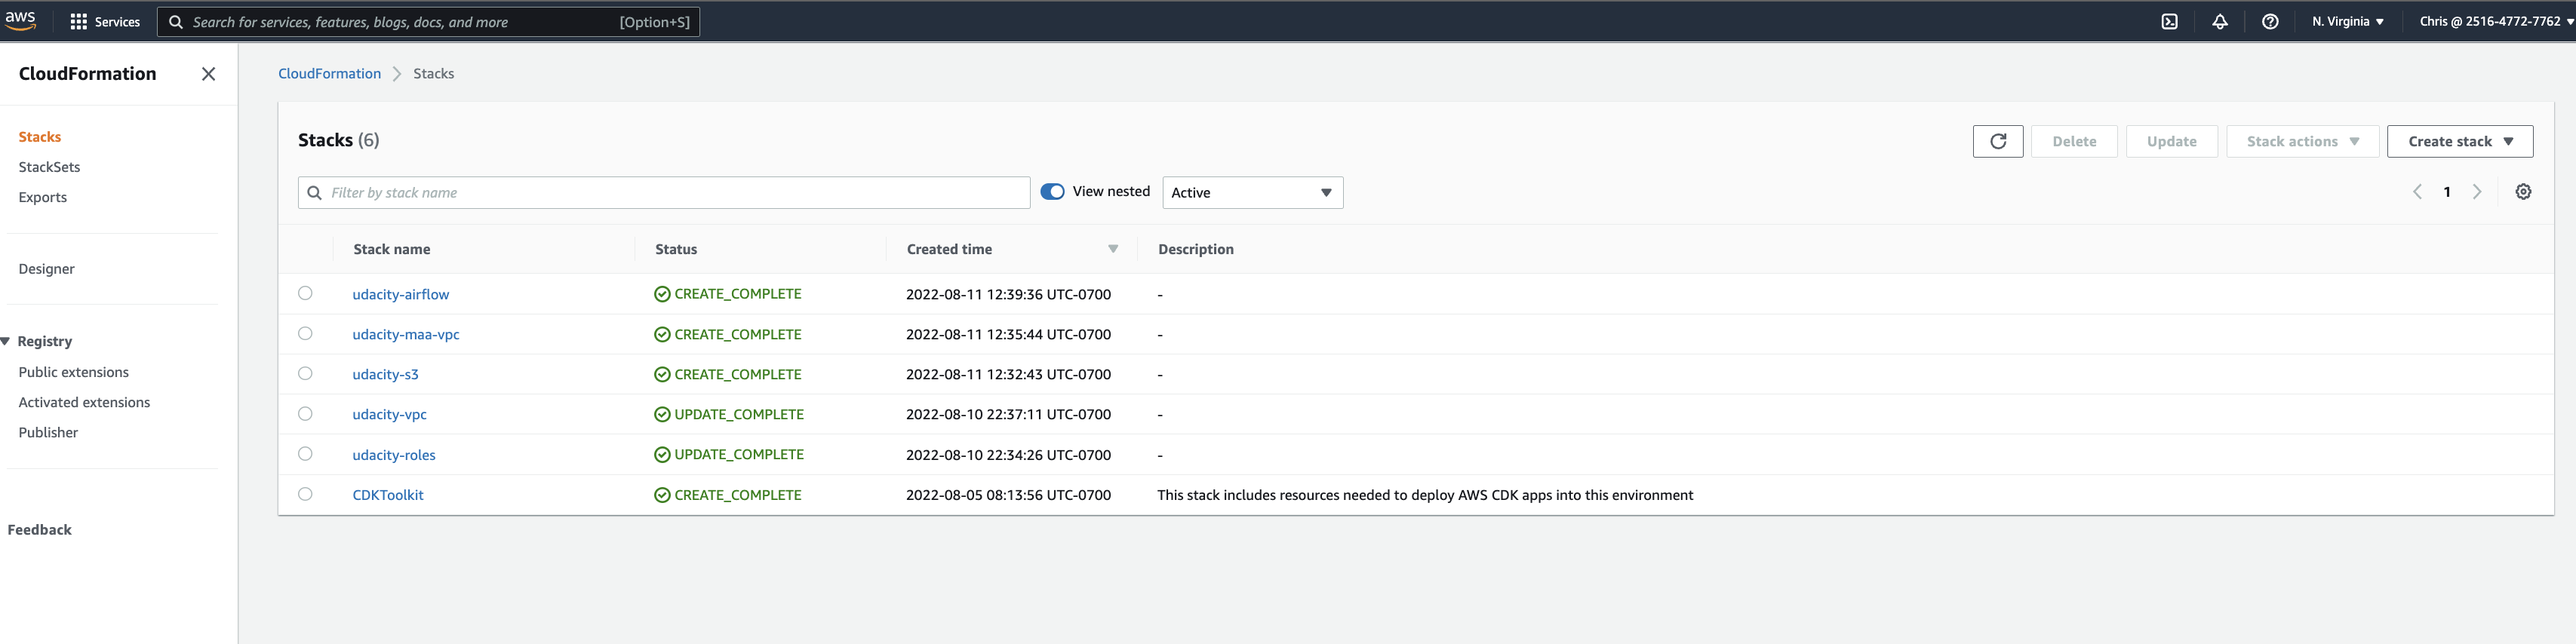 aws Services Search for services, features, blogs, docs, and more [Option+S] N. Virginia Chris @ 2516-4772-7762
CloudFormation
Stacks
StackSets
Exports
Designer
Registry
Public extensions
Activated extensions
Publisher
Feedback
CloudFormation Stacks
Stacks (6) Delete Update Stack actions Create stack
Filter by stack name View nested Active 1
Stack name Status Created time Description
udacity-airflow CREATE_COMPLETE 2022-08-11 12:39:36 UTC-0700 -
udacity-maa-vpc CREATE_COMPLETE 2022-08-11 12:35:44 UTC-0700 -
udacity-s3 CREATE_COMPLETE 2022-08-11 12:32:43 UTC-0700 -
udacity-vpc UPDATE_COMPLETE 2022-08-10 22:37:11 UTC-0700 -
udacity-roles UPDATE_COMPLETE 2022-08-10 22:34:26 UTC-0700 -
CDKToolkit CREATE_COMPLETE 2022-08-05 08:13:56 UTC-0700 This stack includes resources needed to deploy AWS CDK apps into this environment